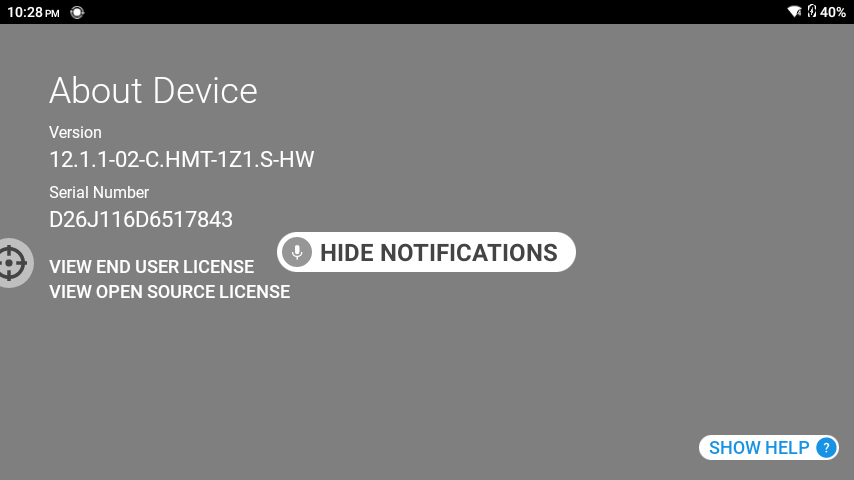 10:28 PM
40%
About Device
Version
12.1.1-02-C.HMT-1Z1.S-HW
Serial Number
D26J116D6517843
HIDE NOTIFICATIONS
VIEW END USER LICENSE
VIEW OPEN SOURCE LICENSE
SHOW HELP ?